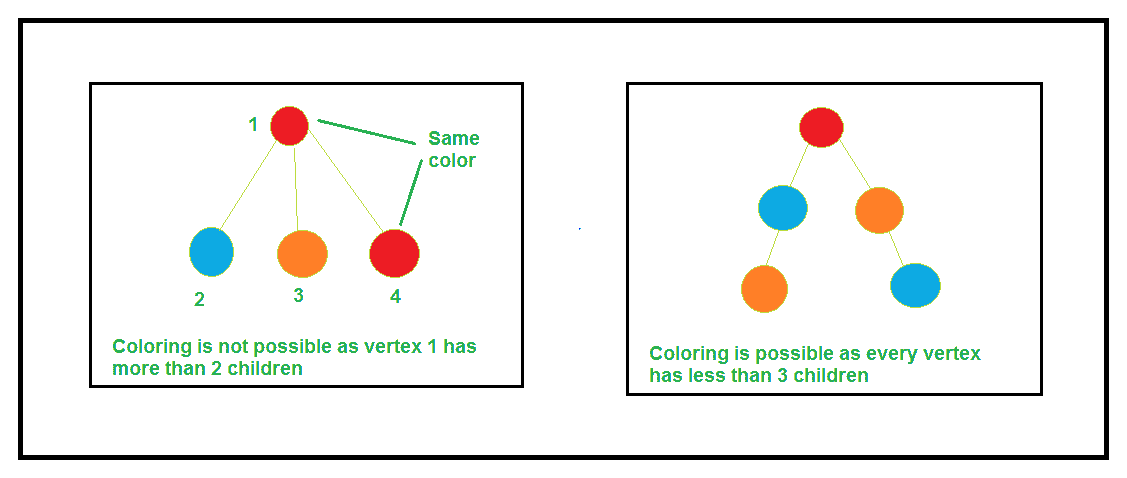 1
Same
color
2
3
4
Coloring is not possible as vertex 1 has
more than 2 children
Coloring is possible as every vertex
has less than 3 children